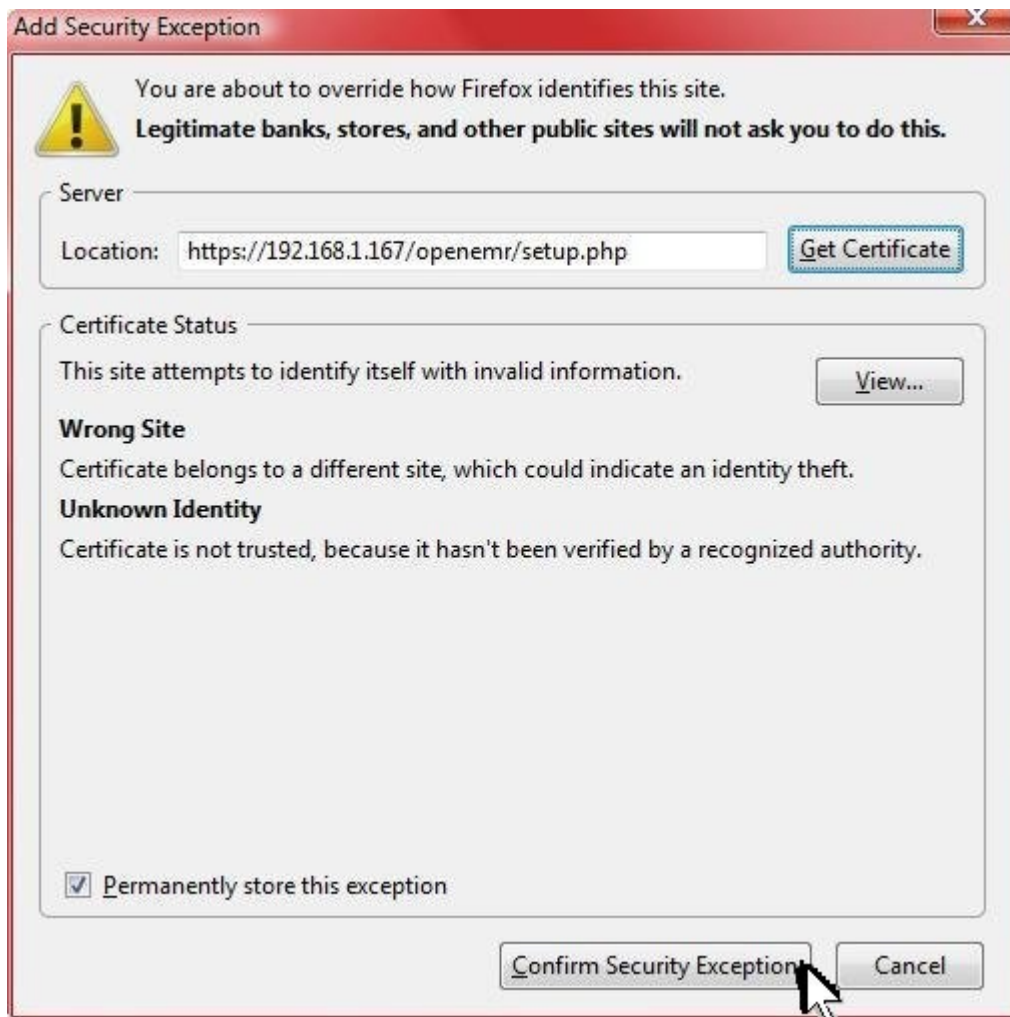 Add Security Exception
You are about to override how Firefox identifies this site.
Legitimate banks, stores, and other public sites will not ask you to do this.
Server
Location: https://192.168.1.167/openemr/setup.php Get Certificate
Certificate Status
This site attempts to identify itself with invalid information. View...
Wrong Site
Certificate belongs to a different site, which could indicate an identity theft.
Unknown Identity
Certificate is not trusted, because it hasn't been verified by a recognized authority.
Permanently store this exception
Confirm Security Exception Cancel